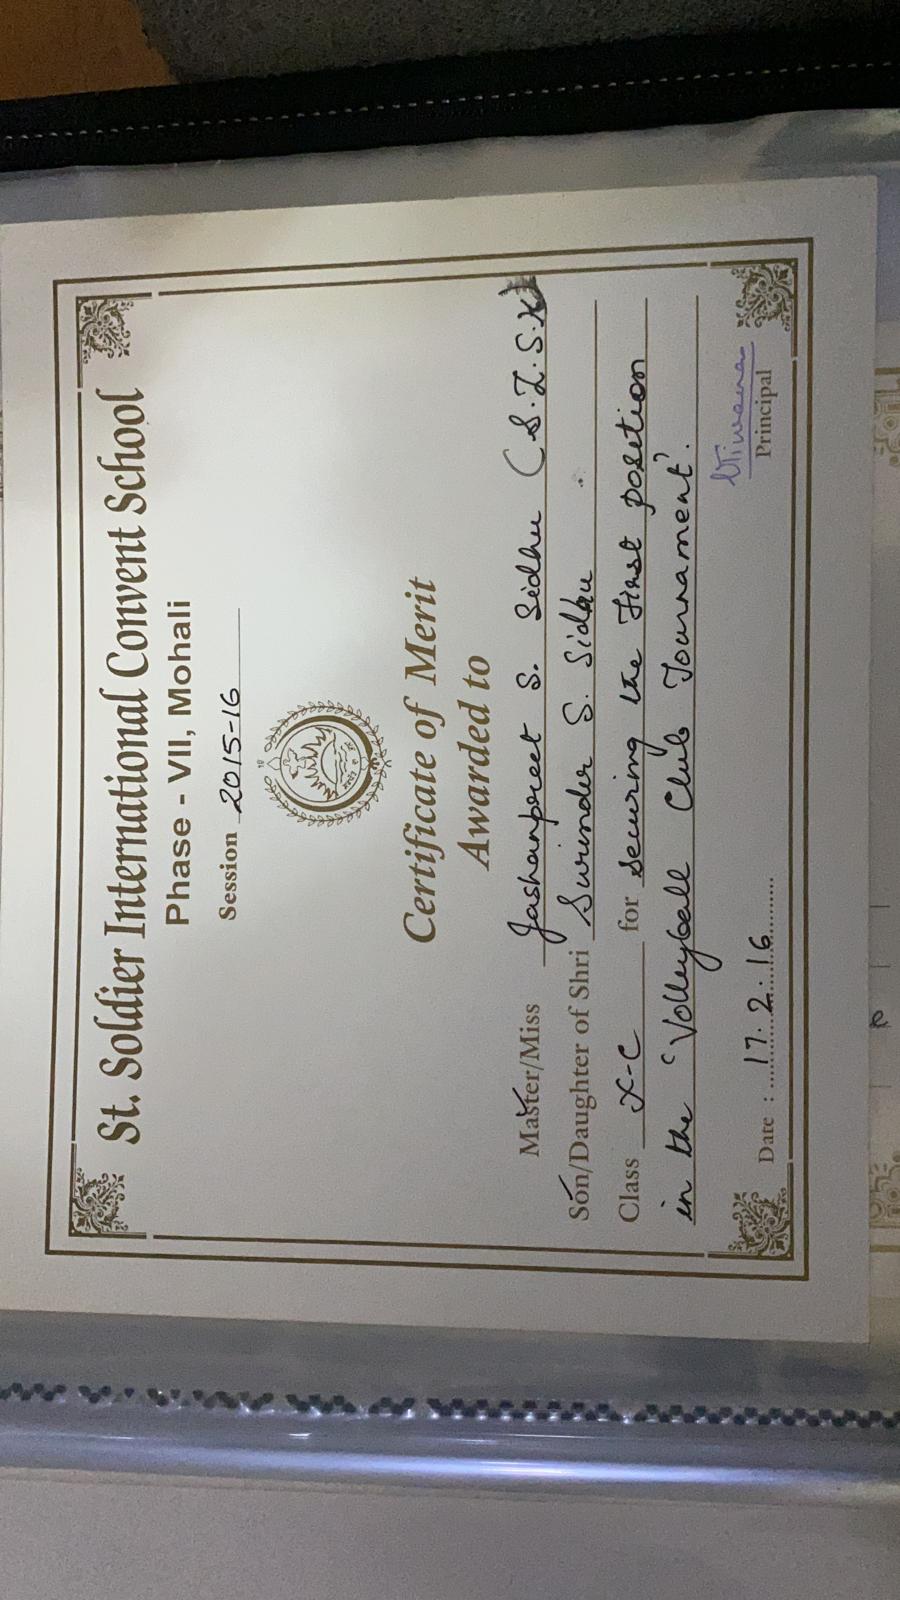 St. Soldier International Convent School
Phase - VII, Mohali
Session 2015-16
Certificate of Merit
Awarded to
Master/Miss Jashanpreet S. Sidhu (S.I.S.X)
Son/Daughter of Shri Surinder S. Sidhu
Class X-C for securing the First position
in the 'Volleyball Club Tournament'.
Date : 17.2.16
Principal